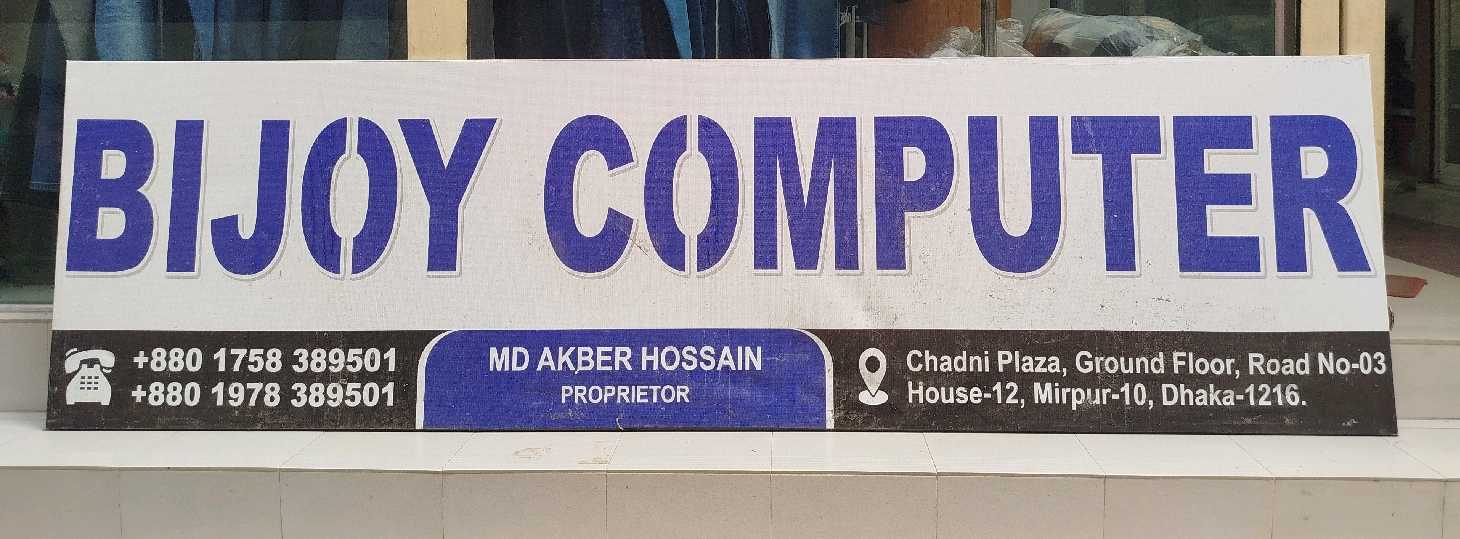 BIJOY COMPUTER
+880 1758 389501
+880 1978 389501
MD AKBER HOSSAIN
PROPRIETOR
Chadni Plaza, Ground Floor, Road No-03
House-12, Mirpur-10, Dhaka-1216.